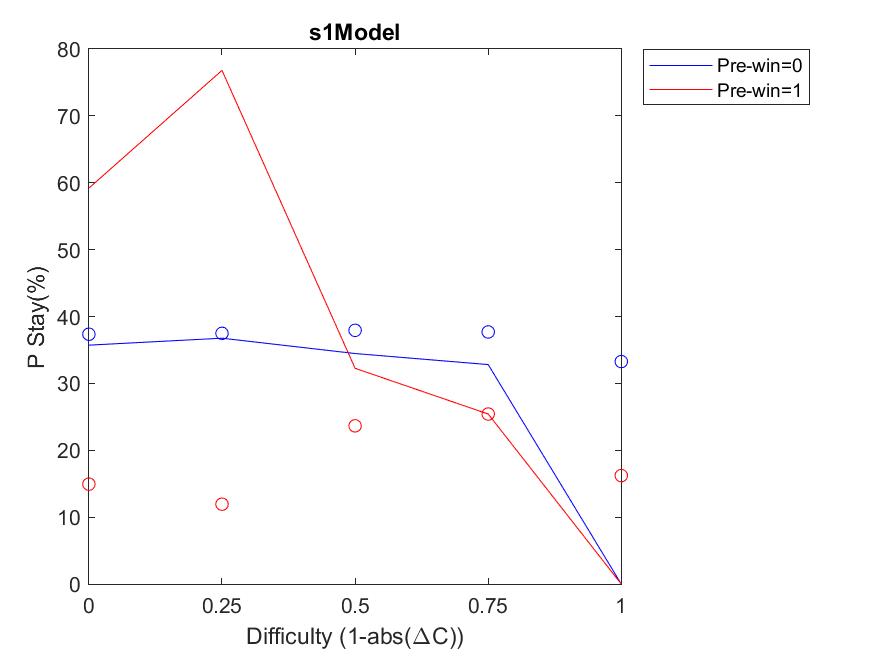 s1Model
80
70
60
50
40
30
20
10
0
P Stay(%)
0 0.25 0.5 0.75 1
Difficulty (1-abs(ΔC))
Pre-win=0
Pre-win=1